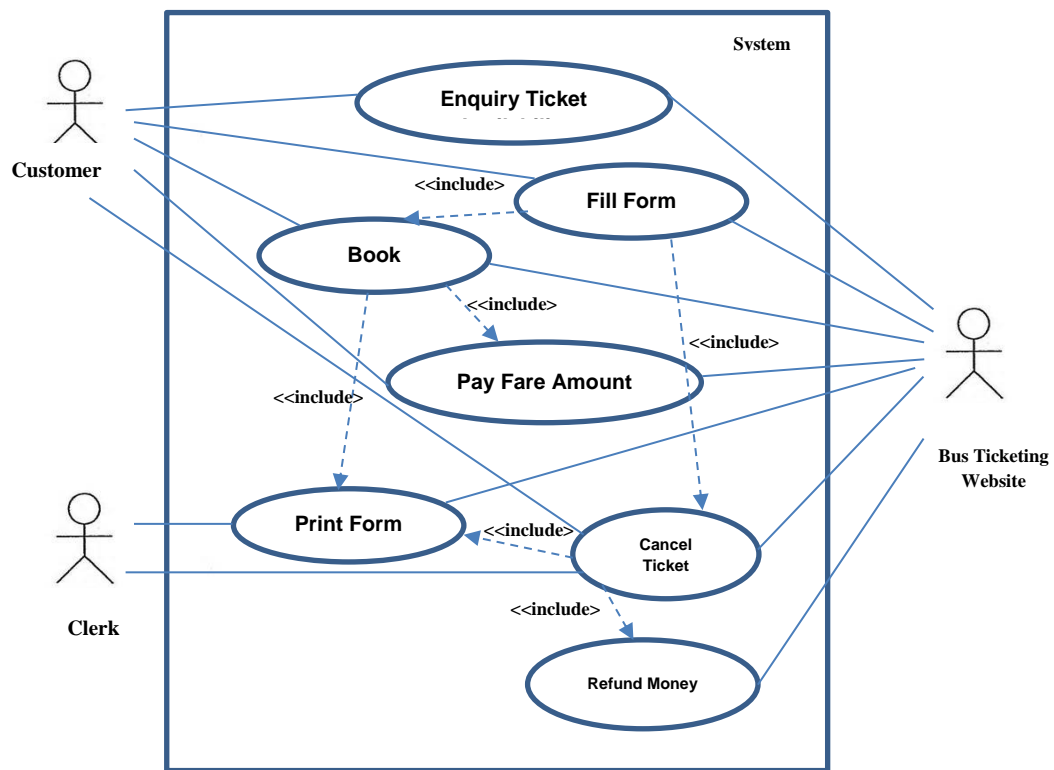 System
Enquiry Ticket
Customer
<<include>
Fill Form
Book
<<include>
<<include>
Pay Fare Amount
<<include>
Bus Ticketing
Website
Print Form
<<include>
Cancel
Ticket
<<include>
Clerk
Refund Money